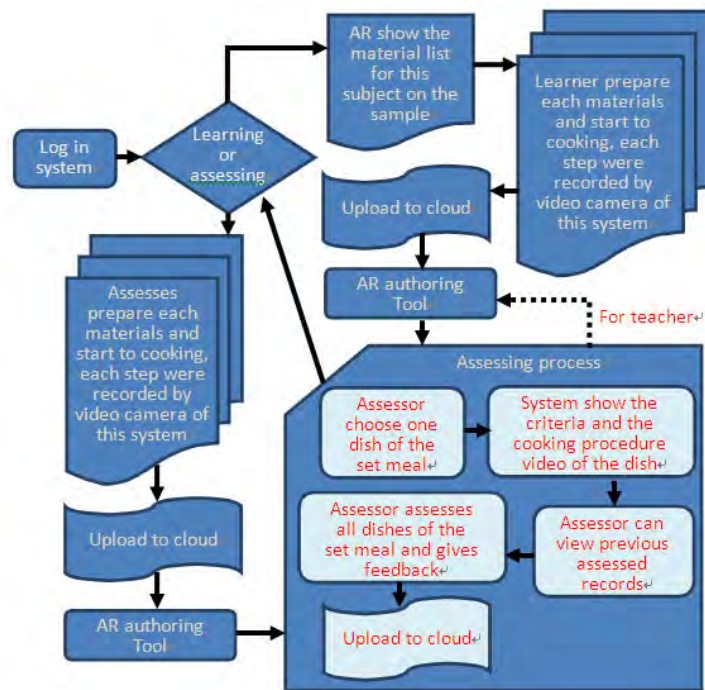 Log in
system
Learning
or
assessing
AR show the
material list
for this
subject on the
sample
Learner prepare
each materials
and start to
cooking, each
step were
recorded by
video camera of
this system
Upload to cloud
AR authoring
Tool
For teacher
Assesses
prepare each
materials and
start to cooking,
each step were
recorded by
video camera of
this system
Upload to cloud
AR authoring
Tool
Assessing process
Assessor
choose one
dish of the
set meal
System show the
criteria and the
cooking procedure
video of the dish
Assessor can
view previous
assessed
records
Assessor assesses
all dishes of the
set meal and gives
feedback
Upload to cloud